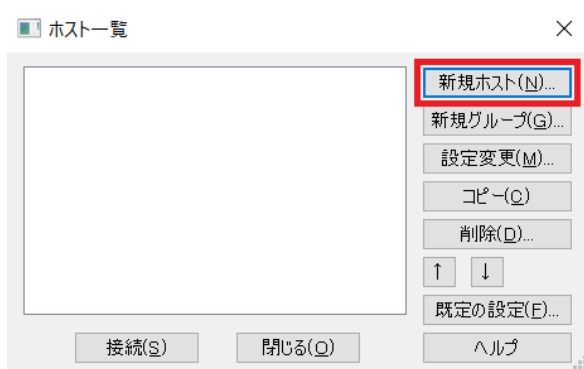 ホスト一覧
新規ホスト(N)...
新規グループ(G)...
設定変更(M)...
コピー(C)
削除(D)...
↑ ↓
既定の設定(F)...
接続(S) 閉じる(O) ヘルプ